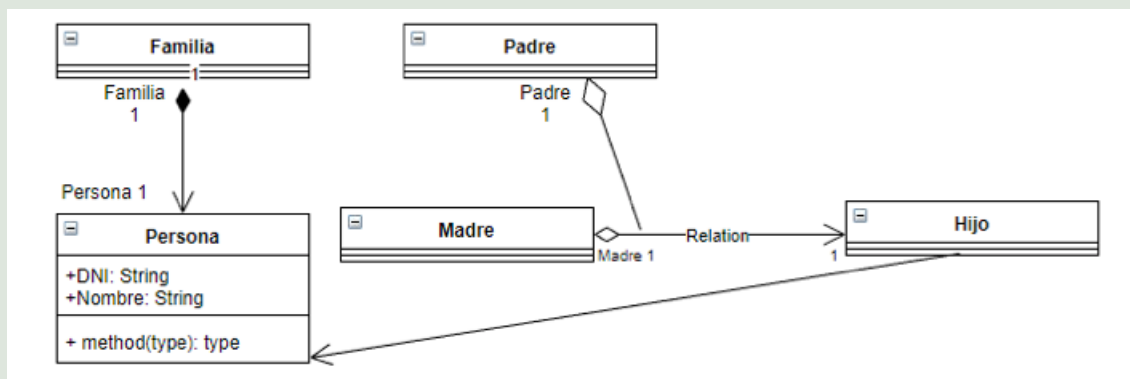 Familia
1
Familia
1
Padre
Padre
1
Persona 1
Persona
+DNI: String
+Nombre: String
+ method(type): type
Madre
Madre 1
Relation
1
Hijo